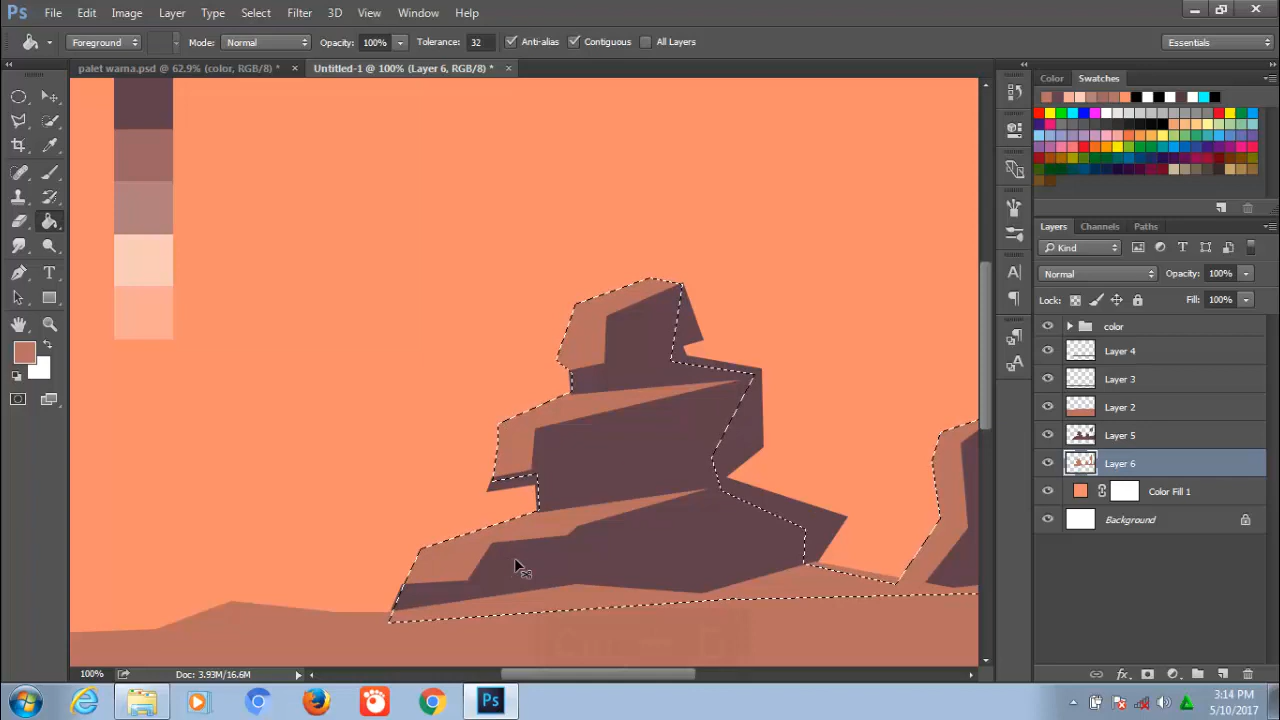 Ps File Edit Image Layer Type Select Filter 3D View Window Help
Foreground Mode: Normal Opacity: 100% Tolerance: 32 Anti-alias Contiguous All Layers Essentials
palet warna.psd @ 62.9% (color, RGB/8) * × Untitled-1 @ 100% (Layer 6, RGB/8) * ×
Color Swatches
Layers Channels Paths
Kind
Normal Opacity: 100%
Lock: Fill: 100%
color
Layer 4
Layer 3
Layer 2
Layer 5
Layer 6
Color Fill 1
Background
100% Doc: 3.93M/16.6M
Ps
3:14 PM
5/10/2017